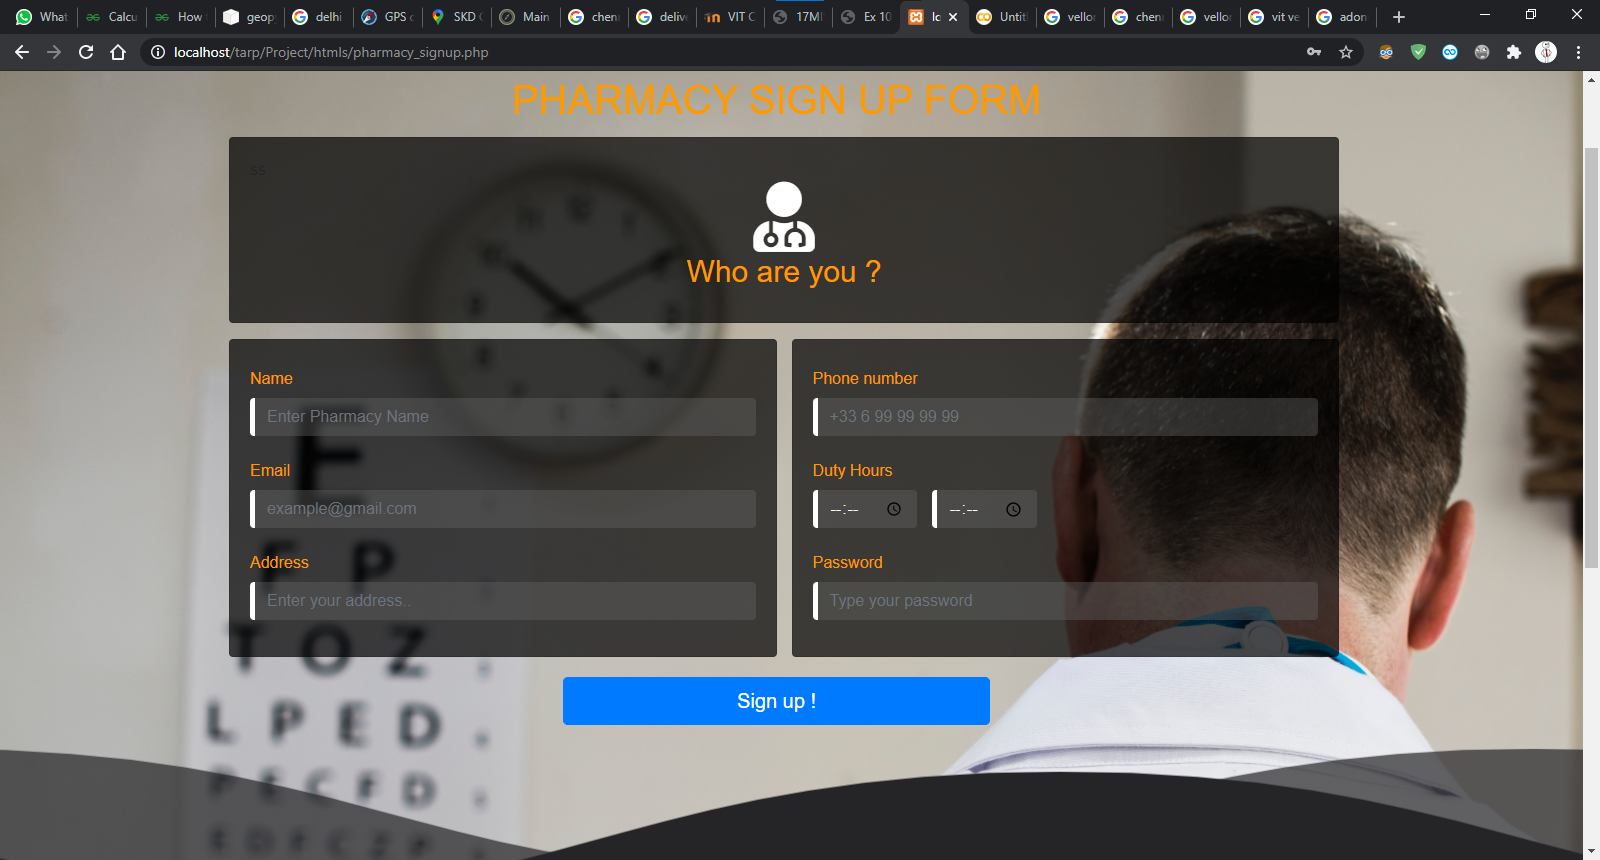 What
Calcu
How
geop
delhi
GPS c
SKD
Main
chen
deliv
VIT C
17M
Ex 10
lo
Untit
vello
chen
vello
vit ve
adon
localhost/tarp/Project/htmls/pharmacy_signup.php
PHARMACY SIGN UP FORM
ss
Who are you ?
Name
Enter Pharmacy Name
Email
example@gmail.com
Address
Enter your address..
Phone number
+33 6 99 99 99 99
Duty Hours
--:-- --:--
Password
Type your password
Sign up !
E
F P
T O Z
L P E D
P E C F D
E D F C Z P